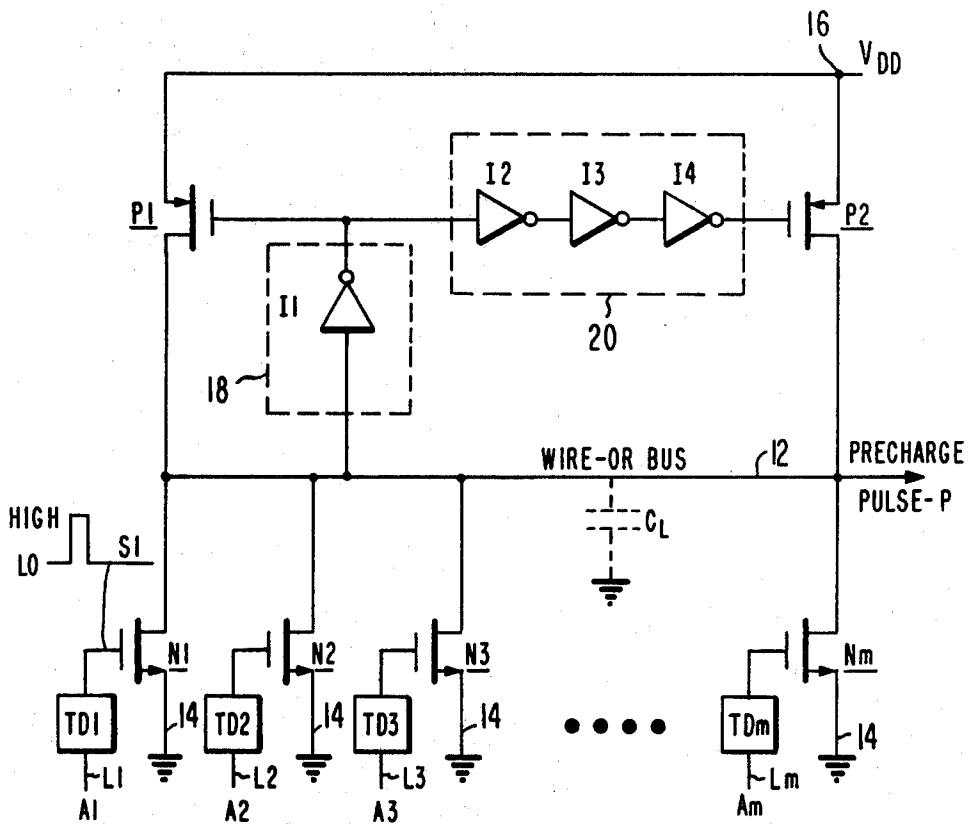 16
V DD
I2 I3 I4
P1
P2
I1
20
18
WIRE-OR BUS
12
PRECHARGE
PULSE-P
HIGH
LO
S1
CL
N1
N2
N3
Nm
TD1
14
TD2
14
TD3
14
TDm
14
L1
L2
L3
Lm
A1
A2
A3
Am